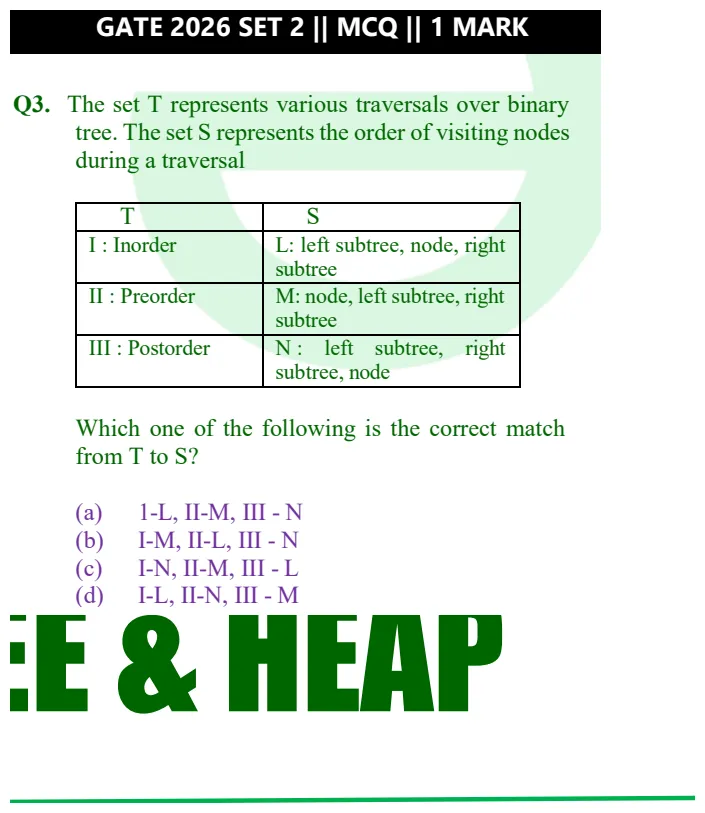 GATE 2026 SET 2 || MCQ || 1 MARK
Q3. The set T represents various traversals over binary
tree. The set S represents the order of visiting nodes
during a traversal
T S
I : Inorder L: left subtree, node, right
subtree
II : Preorder M: node, left subtree, right
subtree
III : Postorder N : left subtree, right
subtree, node
Which one of the following is the correct match
from T to S?
(a) 1-L, II-M, III - N
(b) I-M, II-L, III - N
(c) I-N, II-M, III - L
(d) I-L, II-N, III - M
EE & HEAP